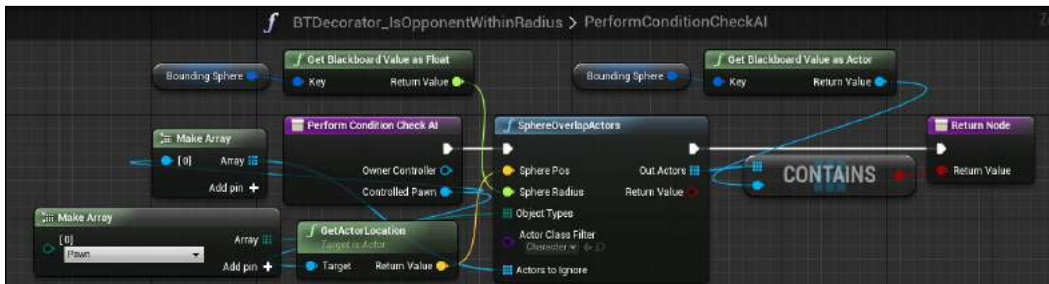 BTDecorator_IsOpponentWithinRadius > PerformConditionCheckAI
Get Blackboard Value as Float
Bounding Sphere
Key
Return Value
Get Blackboard Value as Actor
Bounding Sphere
Key
Return Value
Make Array
[0]
Array
Add pin +
Perform Condition Check AI
Owner Controller
Controlled Pawn
SphereOverlapActors
Sphere Pos
Out Actors
Sphere Radius
Return Value
Object Types
Actor Class Filter
Character
Actors to Ignore
CONTAINS
Return Node
Return Value
Make Array
[0]
Array
Pawn
Add pin +
GetActorLocation
Target is Actor
Target
Return Value